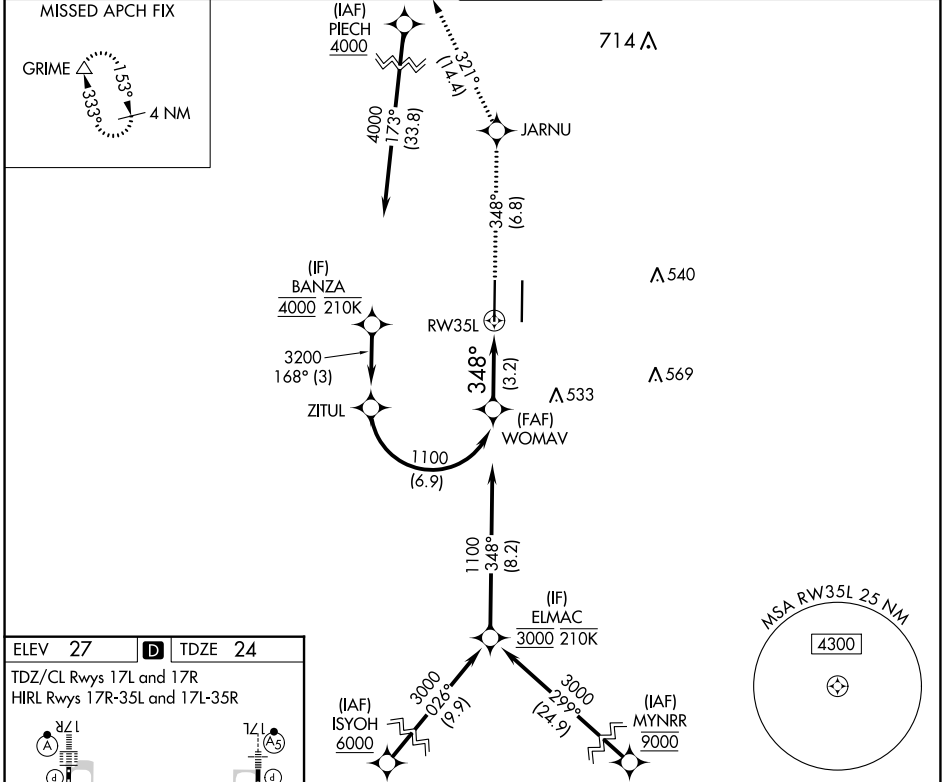 MISSED APCH FIX
GRIME
153°
333°
4 NM
(IAF)
PIECH
4000
4000
173°
(33.8)
321°
(14.4)
JARNU
714
348°
(6.8)
(IF)
BANZA
4000 210K
3200
168° (3)
ZITUL
RW35L
348°
(3.2)
540
569
533
(FAF)
WOMAV
1100
(6.9)
1100
348°
(8.2)
(IF)
ELMAC
3000 210K
3000
026°
(9.9)
(IAF)
ISYOH
6000
3000
299°
(24.9)
(IAF)
MYNRR
9000
MSA RW35L 25 NM
4300
ELEV 27 D TDZE 24
TDZ/CL Rwys 17L and 17R
HIRL Rwys 17R-35L and 17L-35R
17R
A
P
17L
A5
P